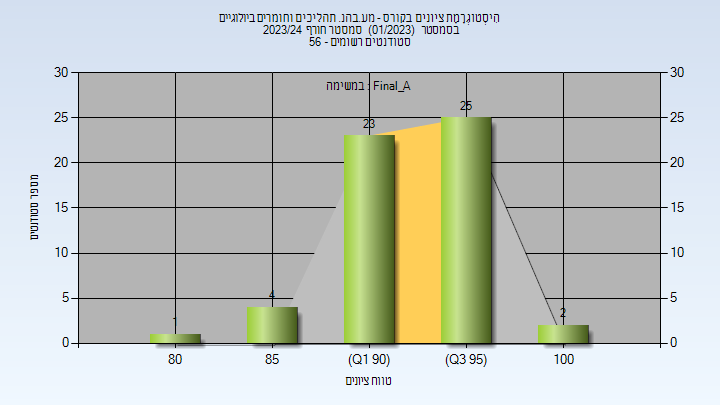 הִיסְטוֹגְרָמַת ציונים בקורס - מע.בהנ. תהליכים וחומרים ביולוגיים
בסמסטר (01/2023) סמסטר חורף 2023/24
סטודנטים רשומים - 56
במשימה : Final_A
מספר סטודנטים
30 30
25 25
20 20
15 15
10 10
5 5
0 0
1 4 23 25 2
80 85 (Q1 90) (Q3 95) 100
טווח ציונים